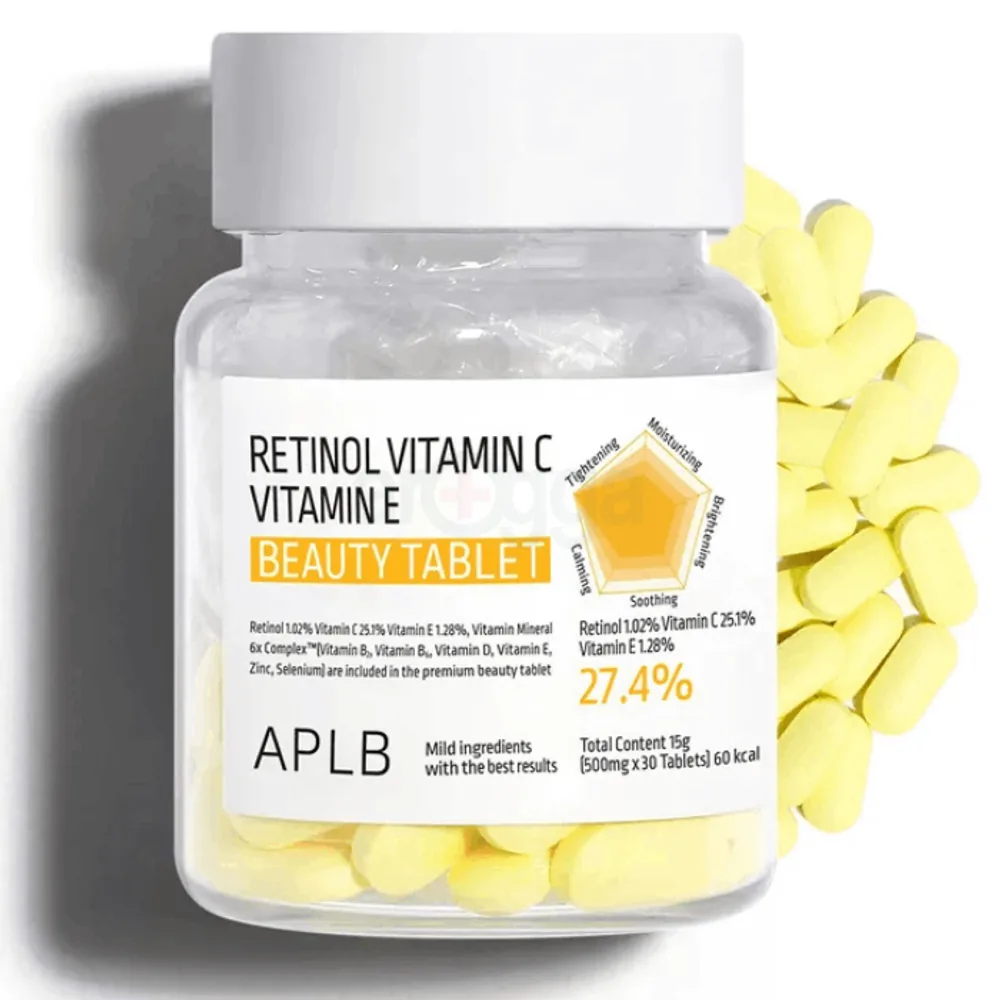 RETINOL VITAMIN C
VITAMIN E
BEAUTY TABLET
Retinol 1.02% Vitamin C 25.1% Vitamin E 1.28%, Vitamin Mineral
6x Complex™(Vitamin B₂, Vitamin B₆, Vitamin D, Vitamin E,
Zinc, Selenium) are included in the premium beauty tablet
APLB
Mild ingredients
with the best results
Tightening
Moisturizing
Brightening
Calming
Soothing
Retinol 1.02% Vitamin C 25.1%
Vitamin E 1.28%
27.4%
Total Content 15g
(500mg x 30 Tablets) 60 kcal